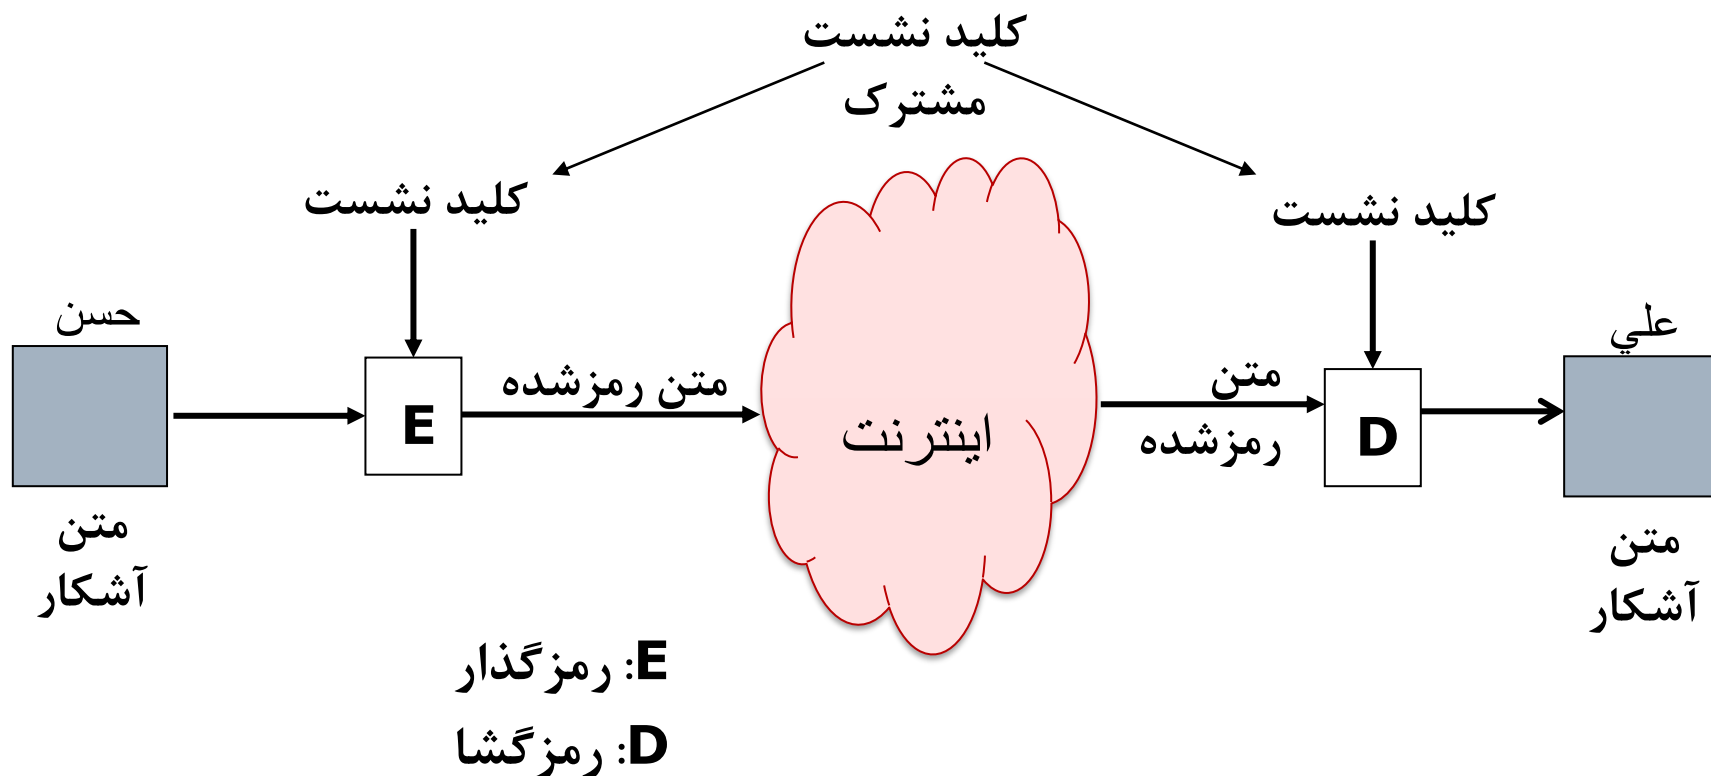 کلید نشست
مشترک
کلید نشست
کلید نشست
حسن
علي
E
متن رمزشده
اینترنت
متن
رمزشده
D
متن
آشکار
متن
آشکار
E: رمزگذار
D: رمزگشا